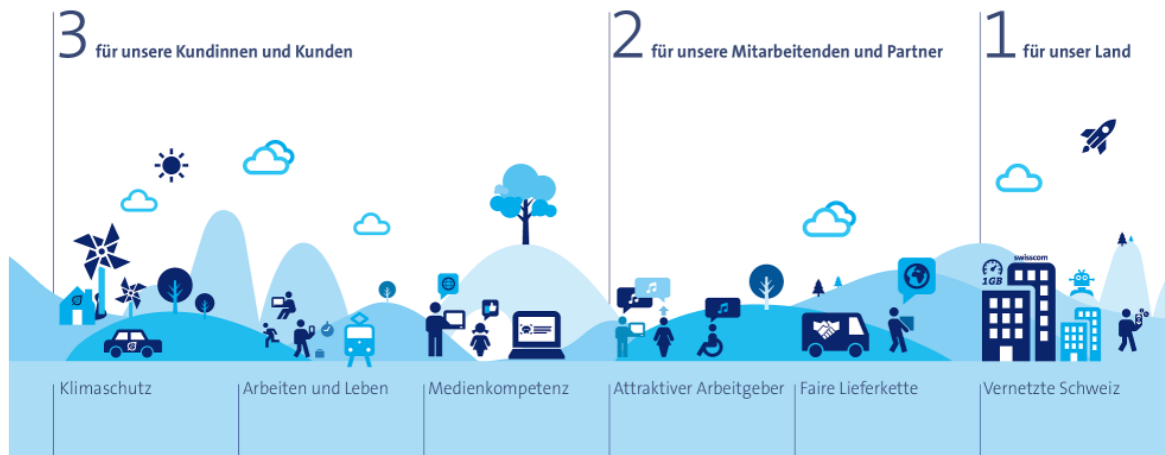 3 für unsere Kundinnen und Kunden
2 für unsere Mitarbeitenden und Partner
1 für unser Land
swisscom
1GB
Klimaschutz
Arbeiten und Leben
Medienkompetenz
Attraktiver Arbeitgeber
Faire Lieferkette
Vernetzte Schweiz